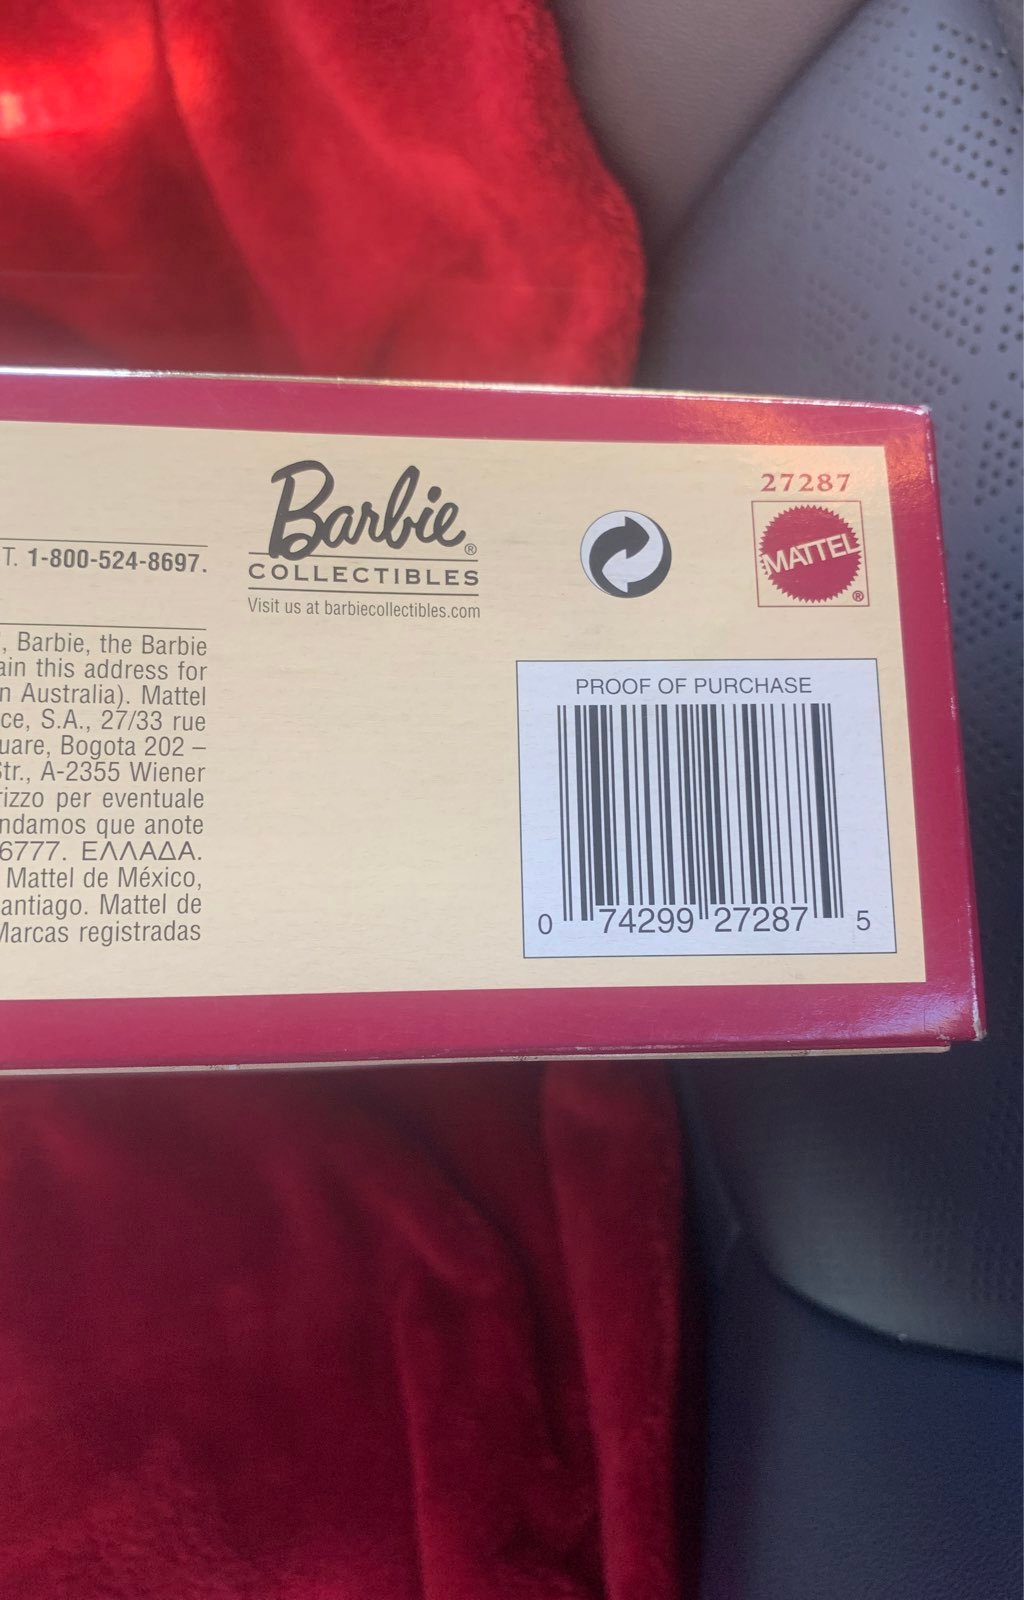 T. 1-800-524-8697.
, Barbie, the Barbie
ain this address for
n Australia). Mattel
ce, S.A., 27/33 rue
uare, Bogota 202 –
Str., A-2355 Wiener
rizzo per eventuale
ndamos que anote
6777. ΕΛΛΑΔΑ.
Mattel de México,
antiago. Mattel de
Marcas registradas
Barbie®
COLLECTIBLES
Visit us at barbiecollectibles.com
27287
MATTEL®
PROOF OF PURCHASE
0 74299 27287 5